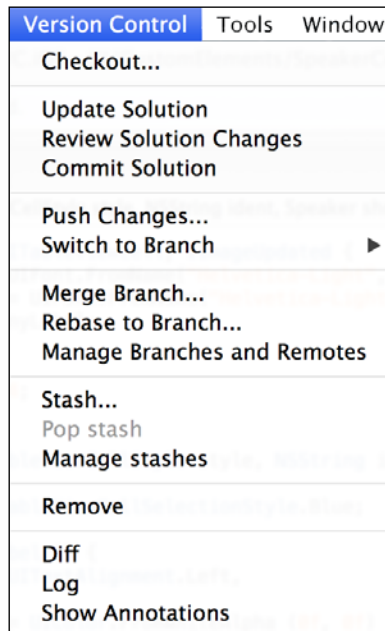 Version Control Tools Window
Checkout...
Update Solution
Review Solution Changes
Commit Solution
Push Changes...
Switch to Branch
Merge Branch...
Rebase to Branch...
Manage Branches and Remotes
Stash...
Pop stash
Manage stashes
Remove
Diff
Log
Show Annotations